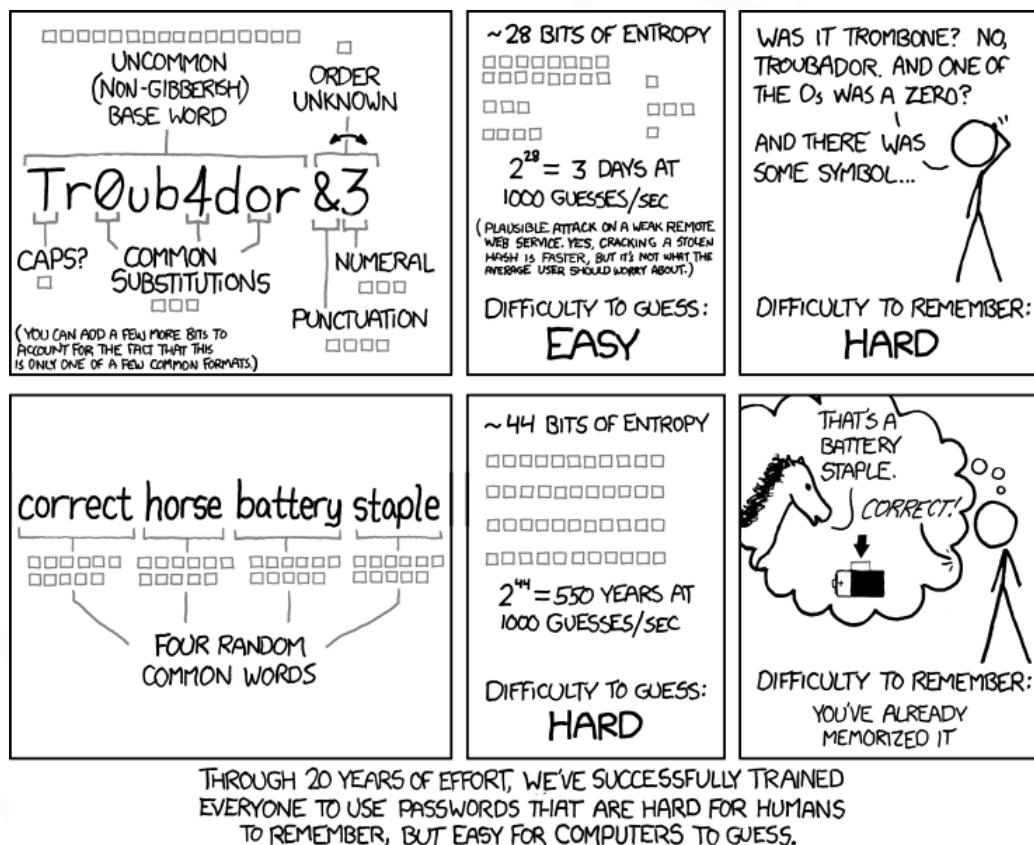 UNCOMMON
(NON-GIBBERISH)
BASE WORD
ORDER
UNKNOWN
Tr0ub4dor &3
CAPS?
COMMON
SUBSTITUTIONS
NUMERAL
PUNCTUATION
(YOU CAN ADD A FEW MORE BITS TO
ACCOUNT FOR THE FACT THAT THIS
IS ONLY ONE OF A FEW COMMON FORMATS.)
~28 BITS OF ENTROPY
2^28 = 3 DAYS AT
1000 GUESSES/SEC
(PLAUSIBLE ATTACK ON A WEAK REMOTE
WEB SERVICE. YES, CRACKING A STOLEN
HASH IS FASTER, BUT IT'S NOT WHAT THE
AVERAGE USER SHOULD WORRY ABOUT.)
DIFFICULTY TO GUESS:
EASY
WAS IT TROMBONE? NO,
TROUBADOR. AND ONE OF
THE Os WAS A ZERO?
AND THERE WAS
SOME SYMBOL...
DIFFICULTY TO REMEMBER:
HARD
correct horse battery staple
FOUR RANDOM
COMMON WORDS
~44 BITS OF ENTROPY
2^44 = 550 YEARS AT
1000 GUESSES/SEC
DIFFICULTY TO GUESS:
HARD
THAT'S A
BATTERY
STAPLE.
CORRECT!
+
DIFFICULTY TO REMEMBER:
YOU'VE ALREADY
MEMORIZED IT
THROUGH 20 YEARS OF EFFORT, WE'VE SUCCESSFULLY TRAINED
EVERYONE TO USE PASSWORDS THAT ARE HARD FOR HUMANS
TO REMEMBER, BUT EASY FOR COMPUTERS TO GUESS.